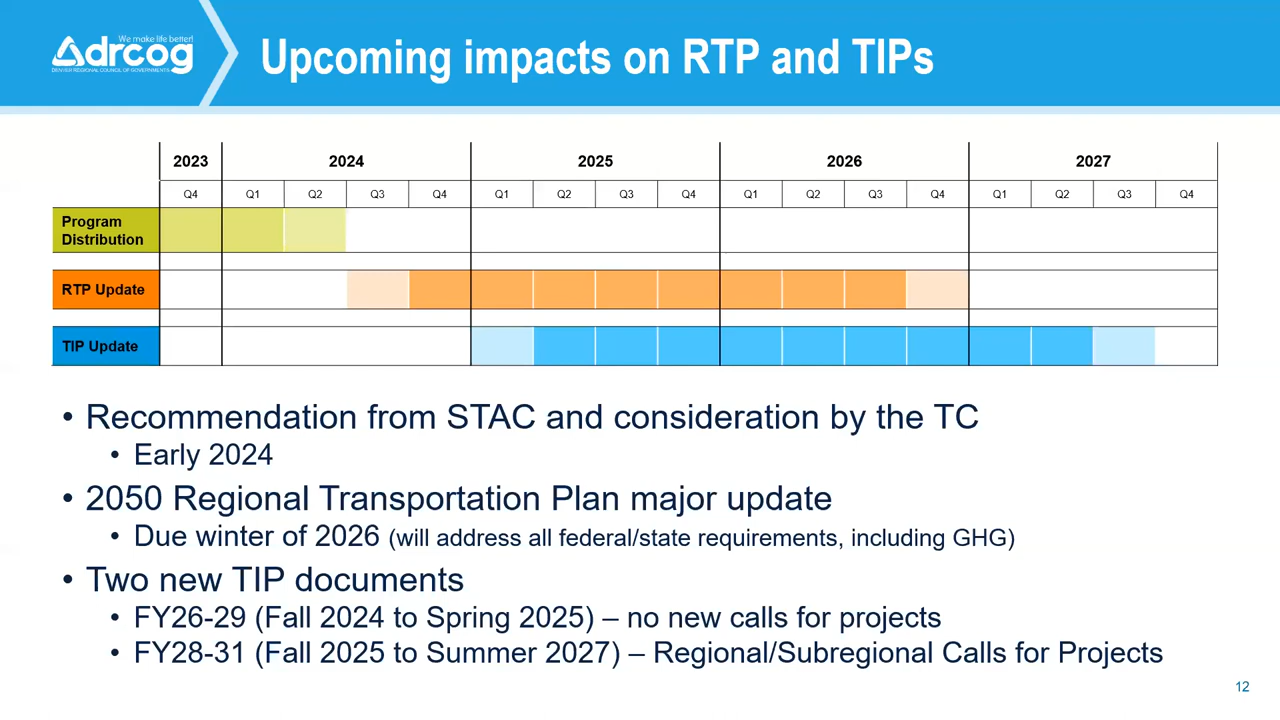 We make life better!
drcog
DENVER REGIONAL COUNCIL OF GOVERNMENTS
Upcoming impacts on RTP and TIPs
2023 2024 2025 2026 2027
Q4 Q1 Q2 Q3 Q4 Q1 Q2 Q3 Q4 Q1 Q2 Q3 Q4 Q1 Q2 Q3 Q4
Program
Distribution
RTP Update
TIP Update
• Recommendation from STAC and consideration by the TC
• Early 2024
• 2050 Regional Transportation Plan major update
• Due winter of 2026 (will address all federal/state requirements, including GHG)
• Two new TIP documents
• FY26-29 (Fall 2024 to Spring 2025) – no new calls for projects
• FY28-31 (Fall 2025 to Summer 2027) – Regional/Subregional Calls for Projects
12